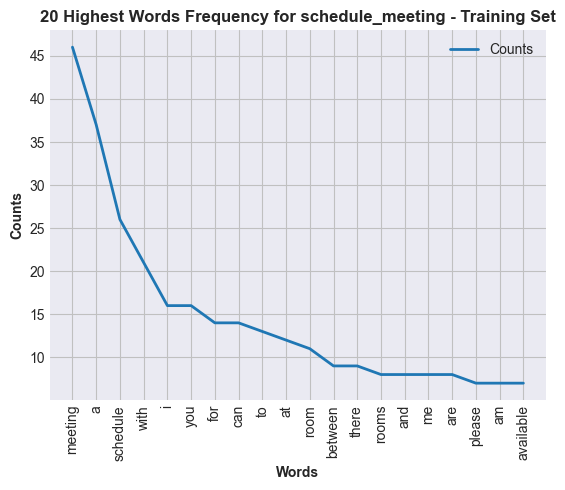 20 Highest Words Frequency for schedule_meeting - Training Set
Counts
45
40
35
30
25
20
15
10
Counts
meeting
a
schedule
with
i
you
for
can
to
at
room
between
there
rooms
and
me
are
please
am
available
Words